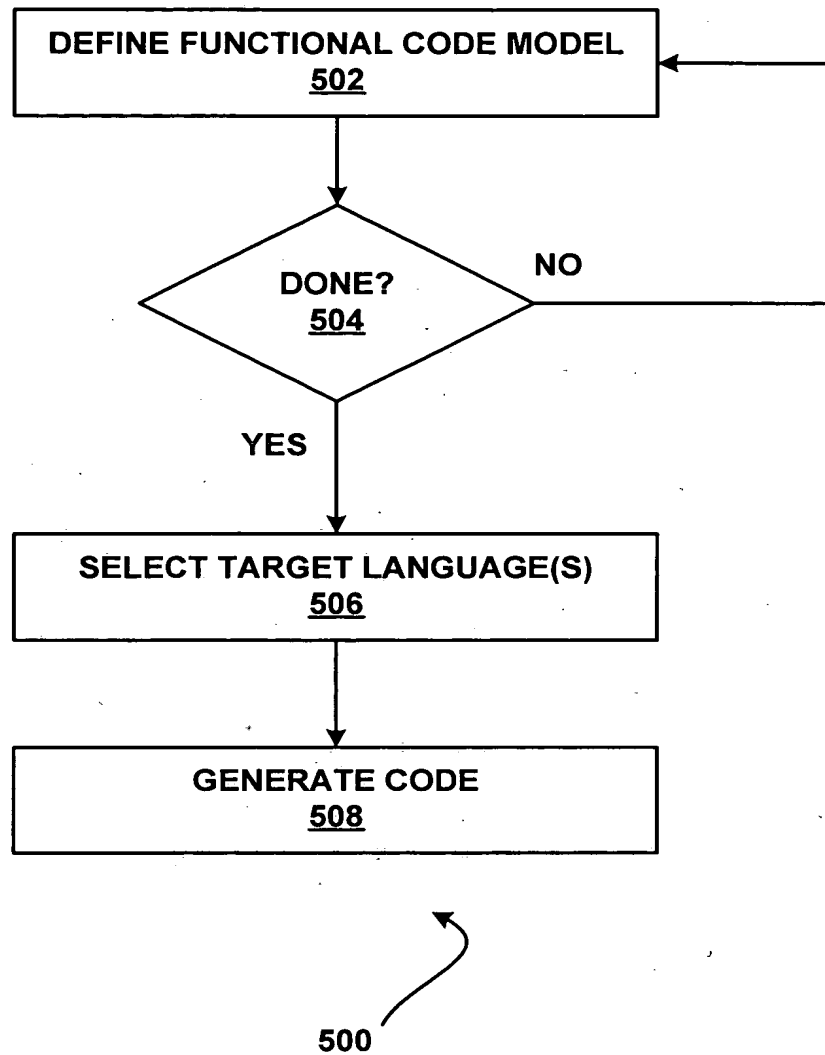 DEFINE FUNCTIONAL CODE MODEL
502
DONE?
504
NO
YES
SELECT TARGET LANGUAGE(S)
506
GENERATE CODE
508
500